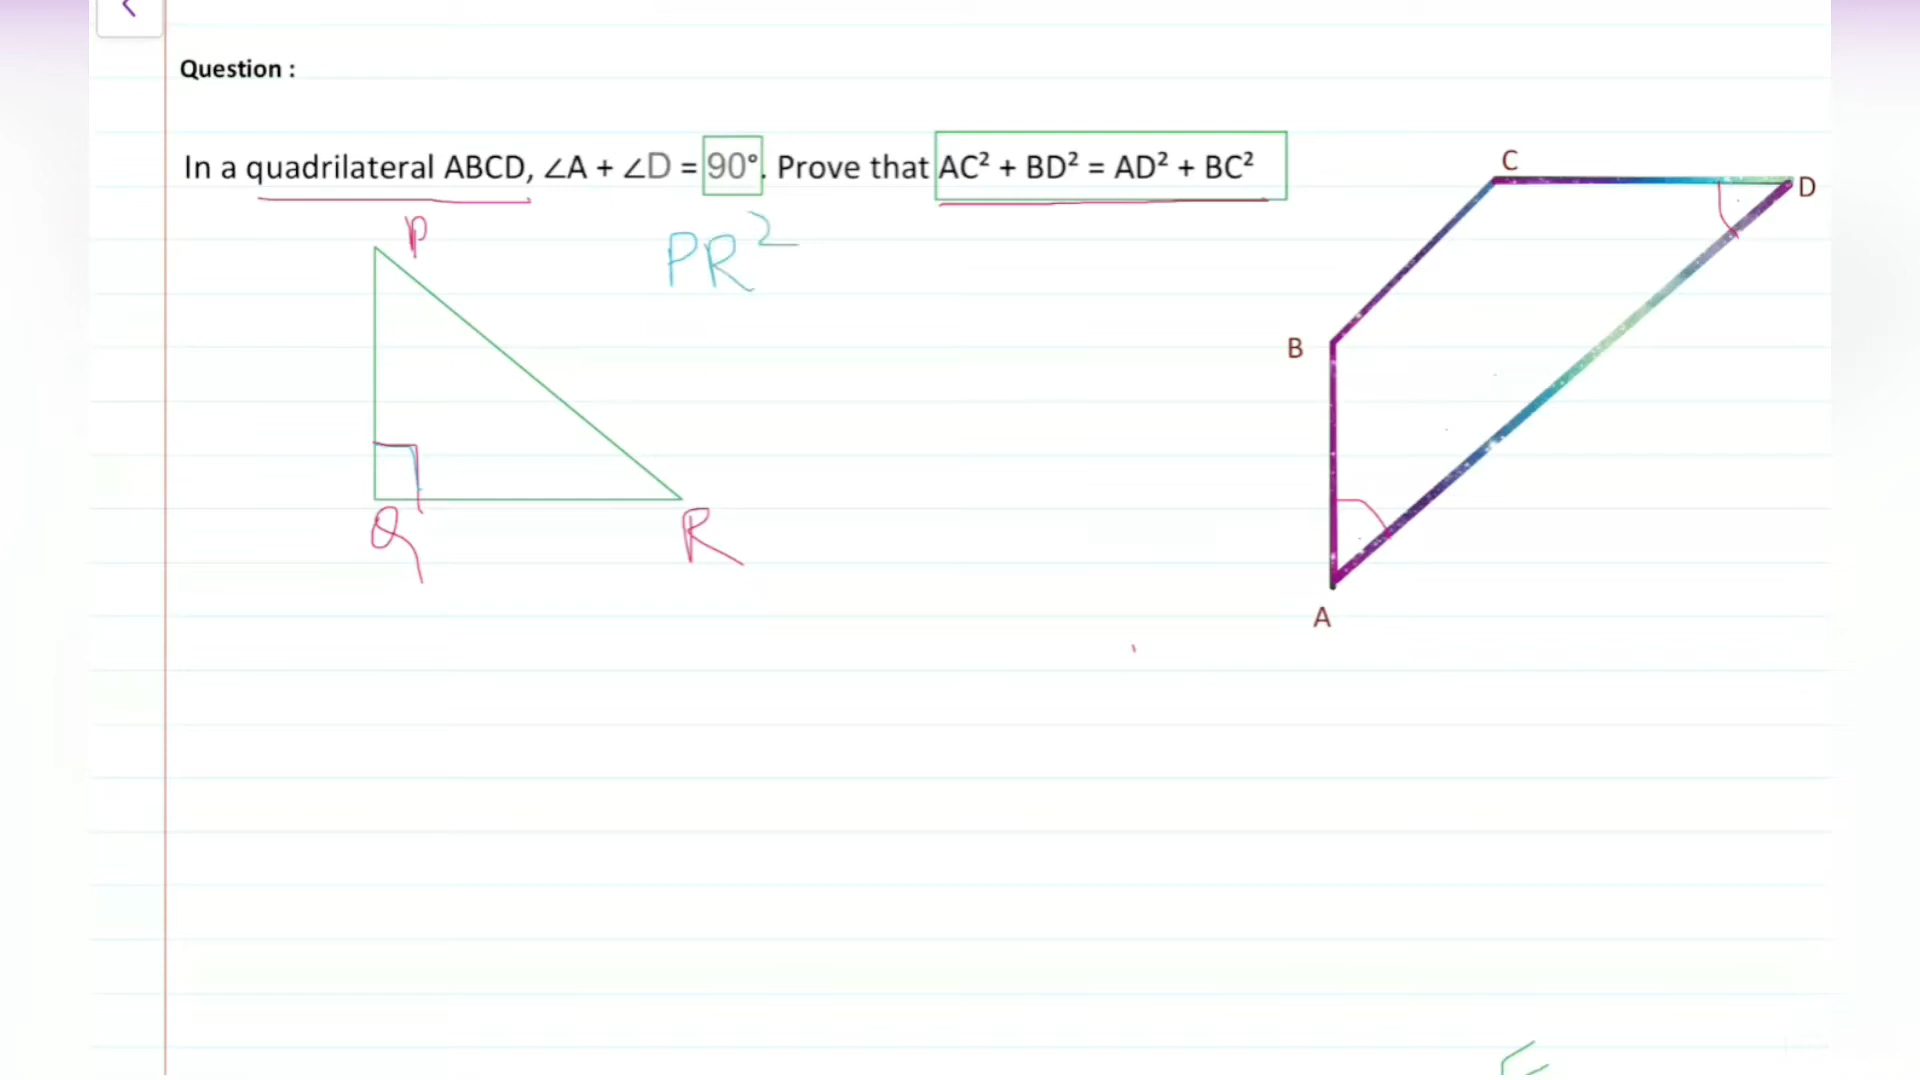 Question :
In a quadrilateral ABCD, ∠A + ∠D = 90°. Prove that AC² + BD² = AD² + BC²
C
D
P
PR²
B
Q
R
A